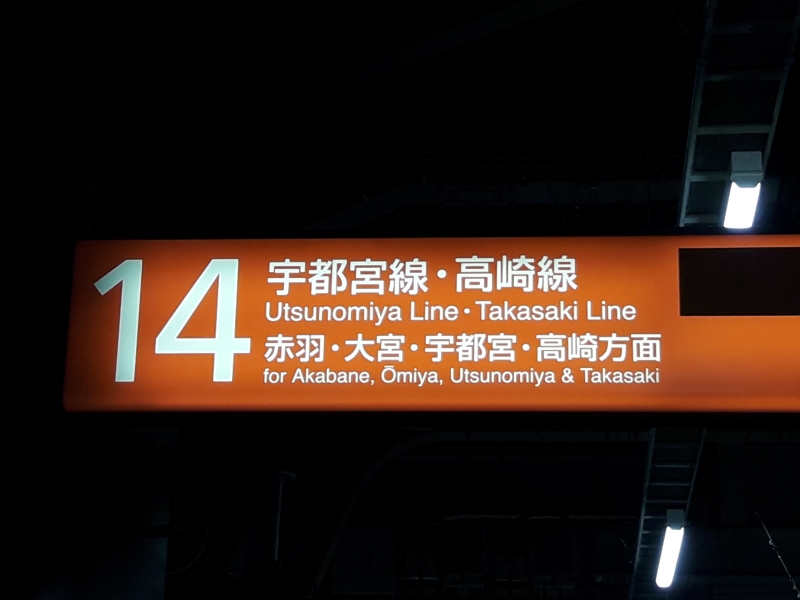 14
宇都宮線・高崎線
Utsunomiya Line・Takasaki Line
赤羽・大宮・宇都宮・高崎方面
for Akabane, Ōmiya, Utsunomiya & Takasaki